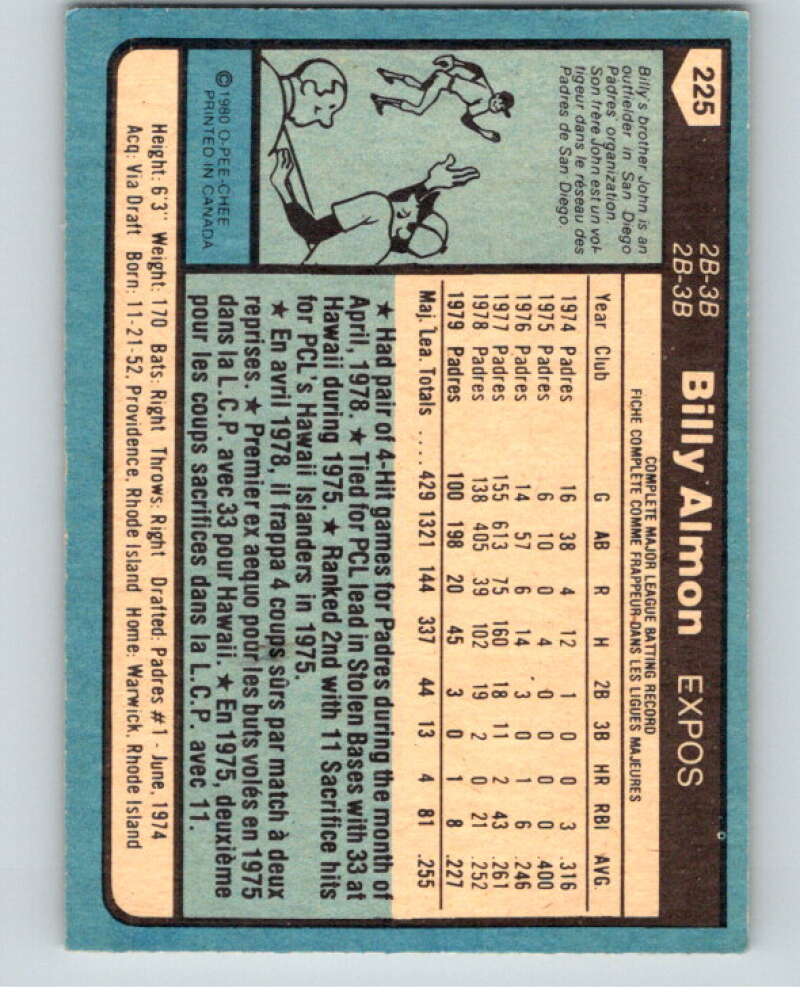 225
2B-3B
2B-3B
Billy Almon EXPOS
Billy's brother John is an
outfielder in San Diego
Padres' organization.
Son frère John est un vol-
tigeur dans le réseau des
Padres de San Diego
© 1980 O-PEE-CHEE
PRINTED IN CANADA
COMPLETE MAJOR LEAGUE BATTING RECORD
FICHE COMPLÈTE COMME FRAPPEUR DANS LES LIGUES MAJEURES
Year Club G AB R H 2B 3B HR RBI AVG.
1974 Padres 16 38 4 12 1 0 0 3 .316
1975 Padres 6 10 0 4 0 0 0 0 .400
1976 Padres 14 57 6 14 3 0 1 6 .246
1977 Padres 155 613 75 160 18 11 2 43 .261
1978 Padres 138 405 39 102 19 2 0 21 .252
1979 Padres 100 198 20 45 3 0 1 8 .227
Maj. Lea. Totals .... 429 1321 144 337 44 13 4 81 .255
★ Had pair of 4-Hit games for Padres during the month of
April, 1978. ★ Tied for PCL lead in Stolen Bases with 33 at
Hawaii during 1975. ★ Ranked 2nd with 11 Sacrifice hits
for PCL's Hawaii Islanders in 1975.
★ En avril 1978, il frappa 4 coups sûrs par match à deux
reprises. ★ Premier ex aequo pour les buts volés en 1975
dans la L.C.P. avec 33 pour Hawaii. ★ En 1975, deuxième
pour les coups sacrifices dans la L.C.P. avec 11.
Height: 6'3" Weight: 170 Bats: Right Throws: Right Drafted: Padres #1 - June, 1974
Acq: Via Draft Born: 11-21-52, Providence, Rhode Island Home: Warwick, Rhode Island